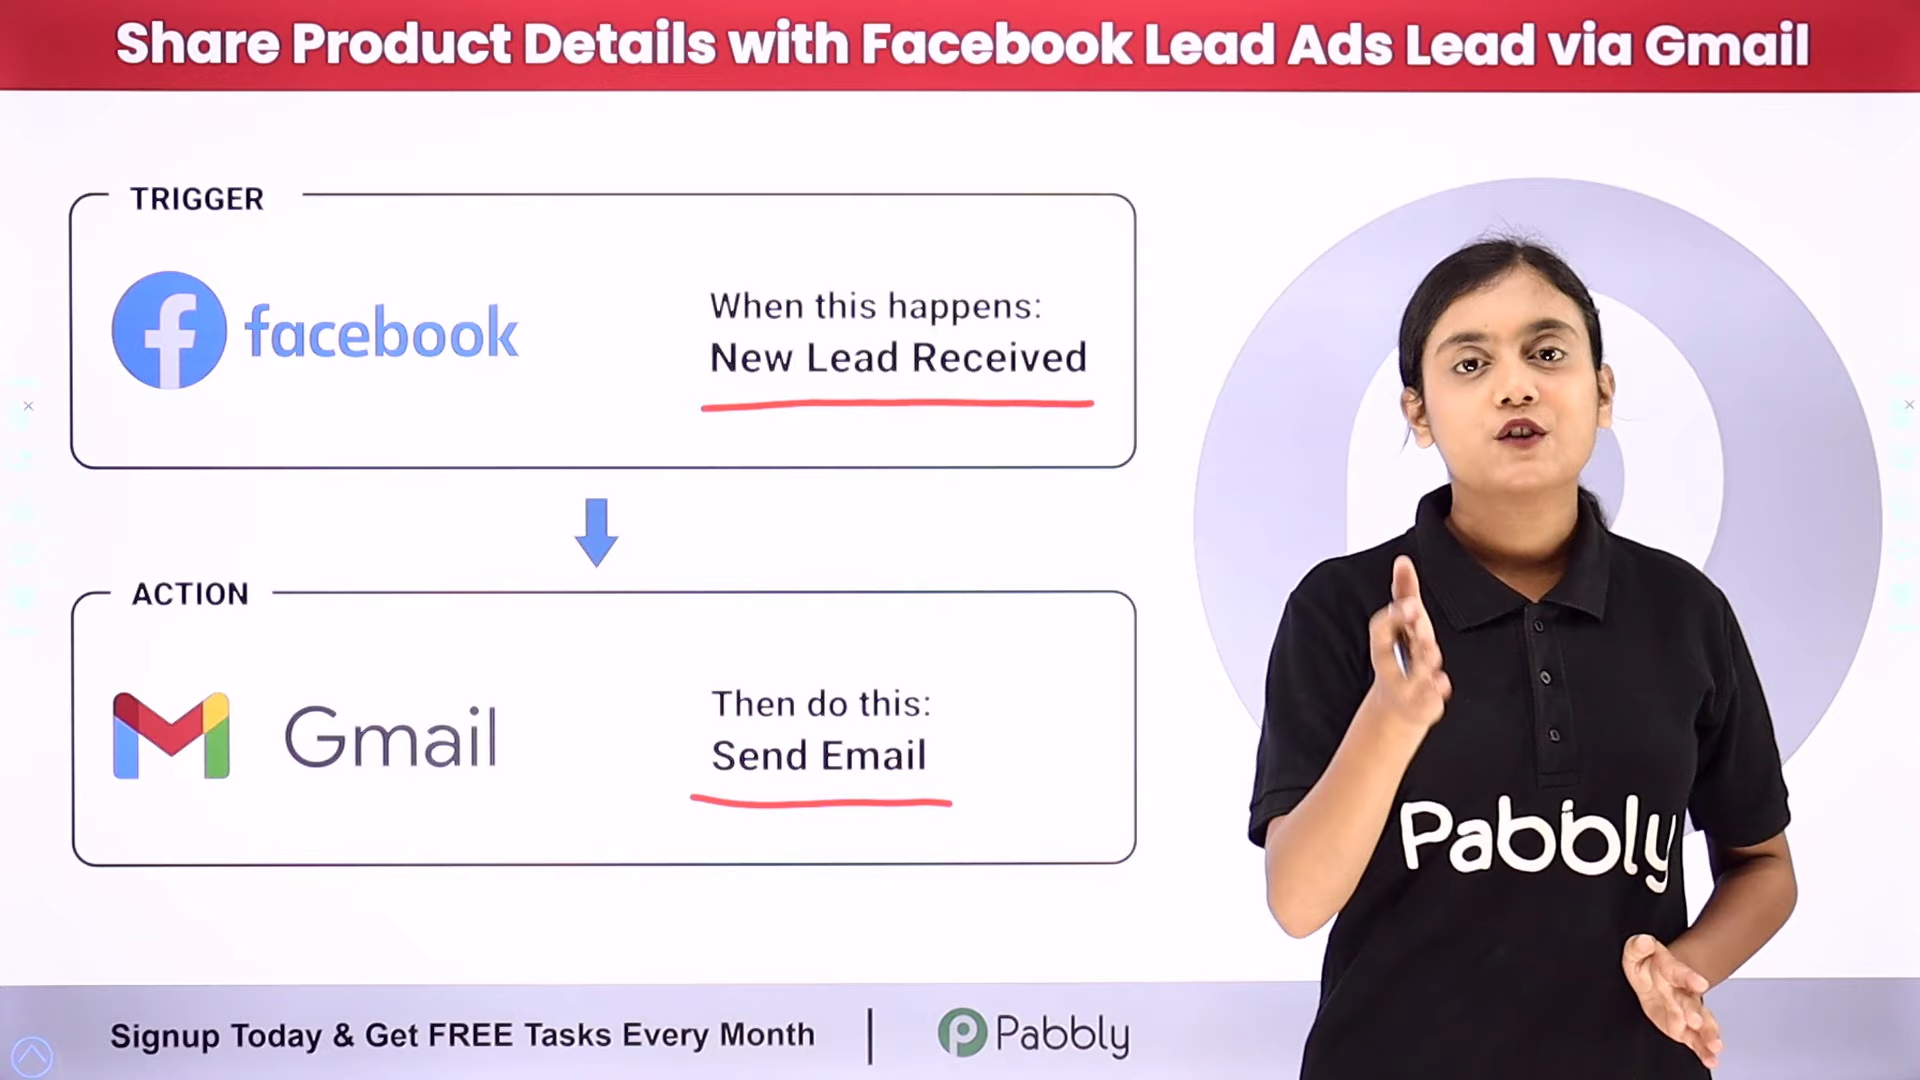 Share Product Details with Facebook Lead Ads Lead via Gmail
TRIGGER
facebook
When this happens:
New Lead Received
ACTION
Gmail
Then do this:
Send Email
Pabbly
Signup Today & Get FREE Tasks Every Month
Pabbly